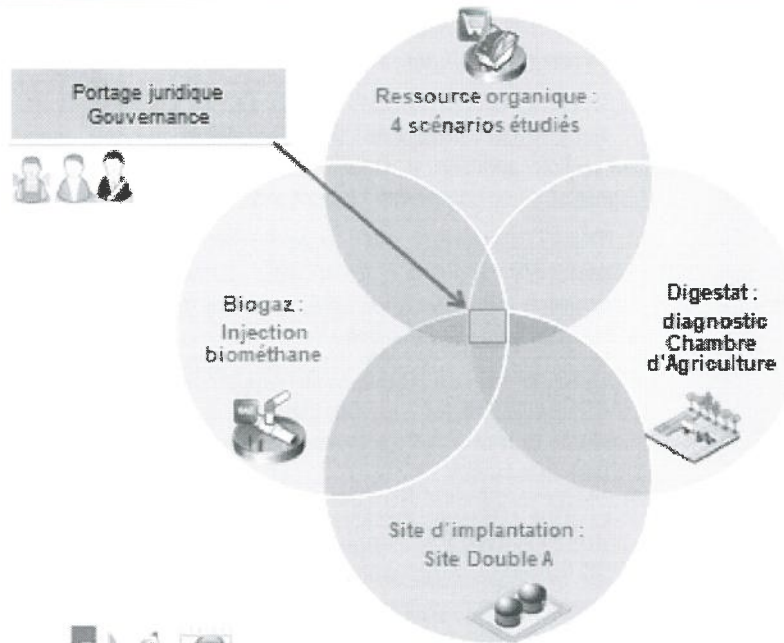 Portage juridique
Gouvernance
Ressource organique :
4 scénarios étudiés
Biogaz :
Injection
biométhane
Digestat :
diagnostic
Chambre
d'Agriculture
Site d'implantation :
Site Double A